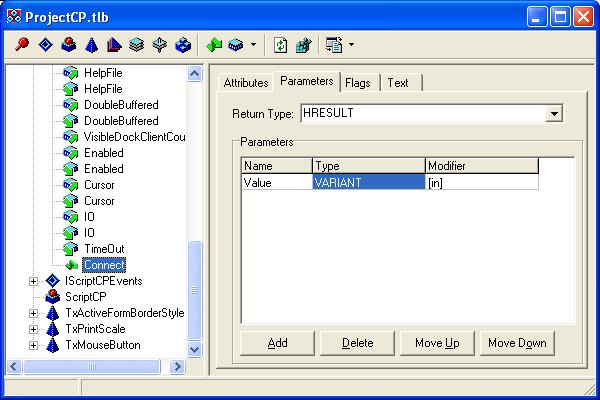 ProjectCP.tlb
HelpFile
HelpFile
DoubleBuffered
DoubleBuffered
VisibleDockClientCou
Enabled
Enabled
Cursor
Cursor
IO
IO
TimeOut
Connect
IScriptCPEvents
ScriptCP
TxActiveFormBorderStyle
TxPrintScale
TxMouseButton
Attributes Parameters Flags Text
Return Type: HRESULT
Parameters
Name Type Modifier
Value VARIANT [in]
Add Delete Move Up Move Down